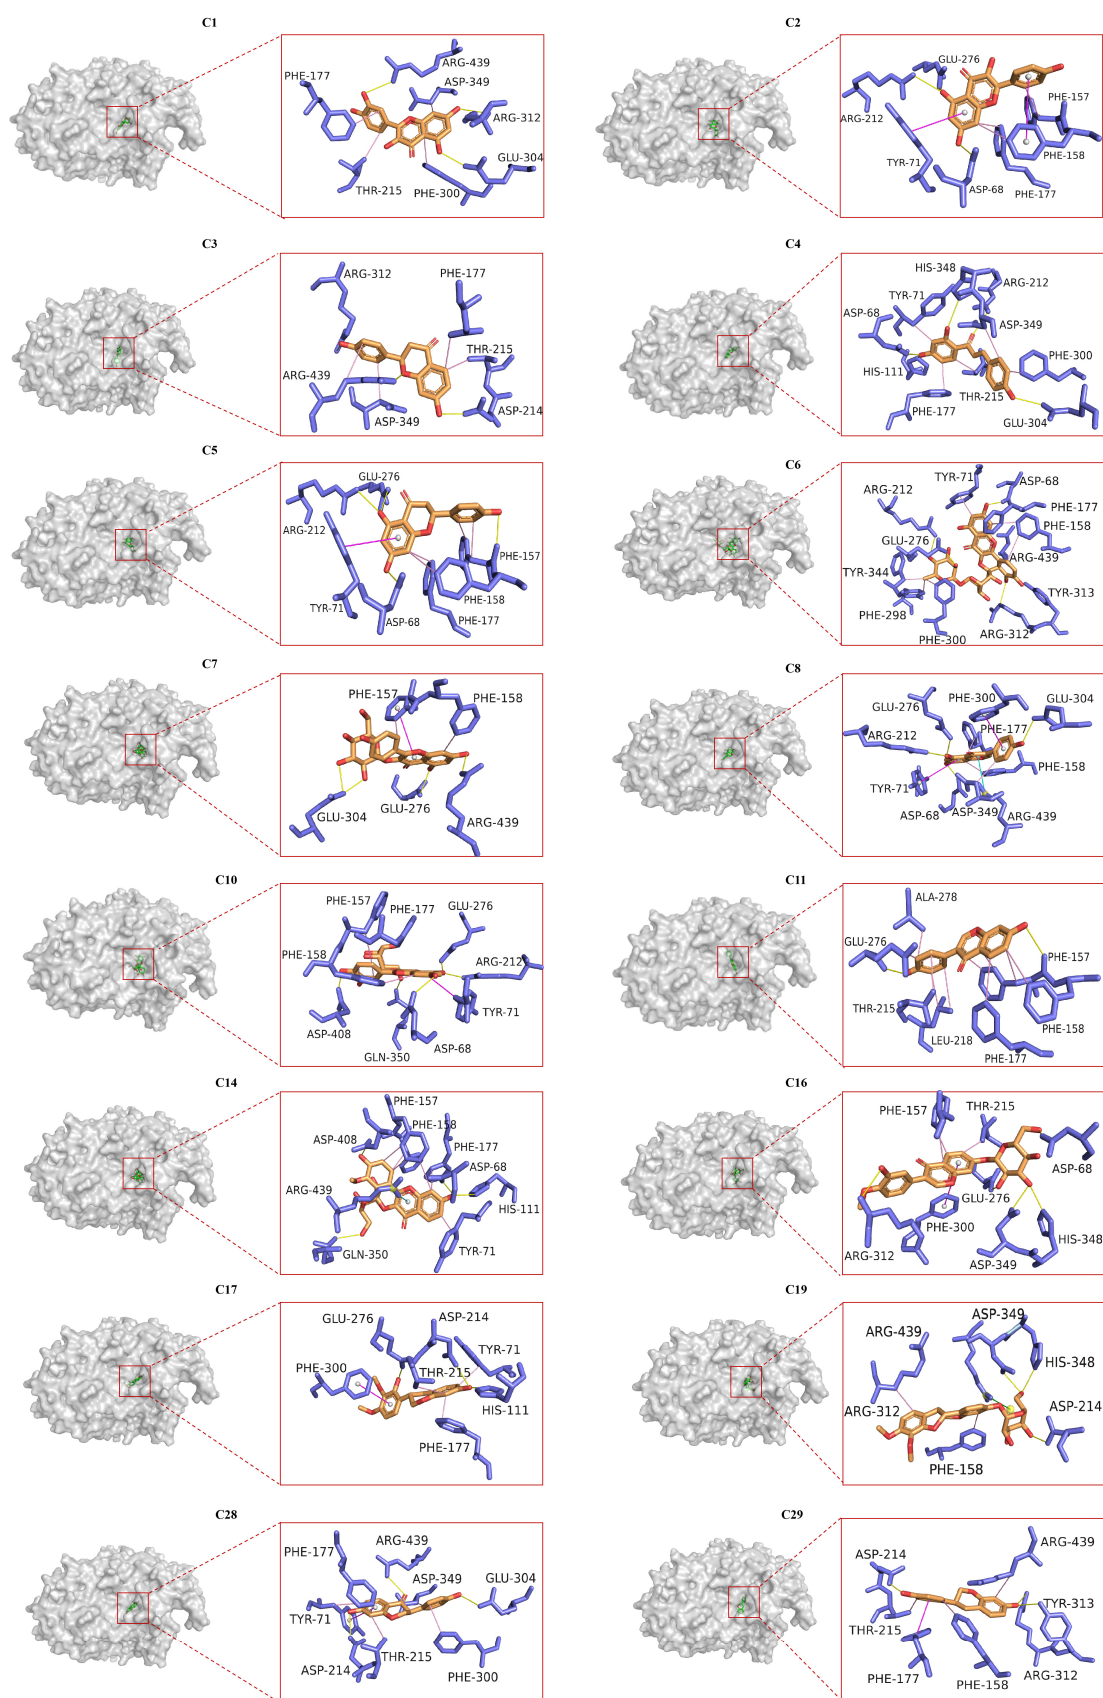 C1
ARG-439
PHE-177
ASP-349
ARG-312
GLU-304
THR-215
PHE-300
C2
GLU-276
PHE-157
ARG-212
PHE-158
TYR-71
ASP-68
PHE-177
C3
ARG-312
PHE-177
THR-215
ARG-439
ASP-349
ASP-214
C4
HIS-348
ARG-212
TYR-71
ASP-68
ASP-349
PHE-300
HIS-111
THR-215
PHE-177
GLU-304
C5
GLU-276
ARG-212
PHE-157
PHE-158
TYR-71
ASP-68
PHE-177
C6
TYR-71
ASP-68
ARG-212
PHE-177
PHE-158
GLU-276
ARG-439
TYR-344
TYR-313
PHE-298
PHE-300
ARG-312
C7
PHE-157
PHE-158
GLU-276
GLU-304
ARG-439
C8
PHE-300
GLU-304
GLU-276
PHE-177
ARG-212
PHE-158
TYR-71
ASP-68
ASP-349
ARG-439
C10
PHE-157
PHE-177
GLU-276
PHE-158
ARG-212
TYR-71
ASP-408
ASP-68
GLN-350
C11
ALA-278
GLU-276
PHE-157
THR-215
PHE-158
LEU-218
PHE-177
C14
PHE-157
PHE-158
ASP-408
PHE-177
ASP-68
ARG-439
HIS-111
GLN-350
TYR-71
C16
PHE-157
THR-215
ASP-68
GLU-276
PHE-300
ARG-312
ASP-349
HIS-348
C17
GLU-276
ASP-214
TYR-71
PHE-300
THR-215
HIS-111
PHE-177
C19
ASP-349
ARG-439
HIS-348
ARG-312
ASP-214
PHE-158
C28
PHE-177
ARG-439
ASP-349
GLU-304
TYR-71
THR-215
ASP-214
PHE-300
C29
ARG-439
ASP-214
TYR-313
THR-215
PHE-177
PHE-158
ARG-312